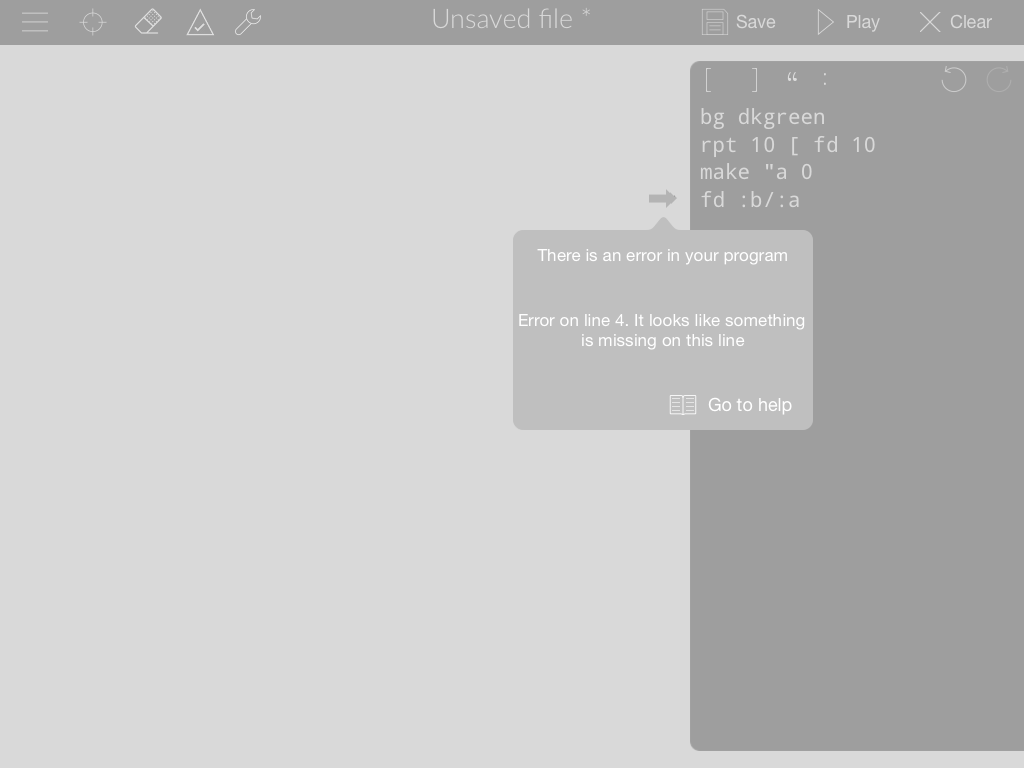 Unsaved file *
Save
Play
Clear
[ ] “ :
bg dkgreen
rpt 10 [ fd 10
make "a 0
fd :b/:a
There is an error in your program
Error on line 4. It looks like something
is missing on this line
Go to help